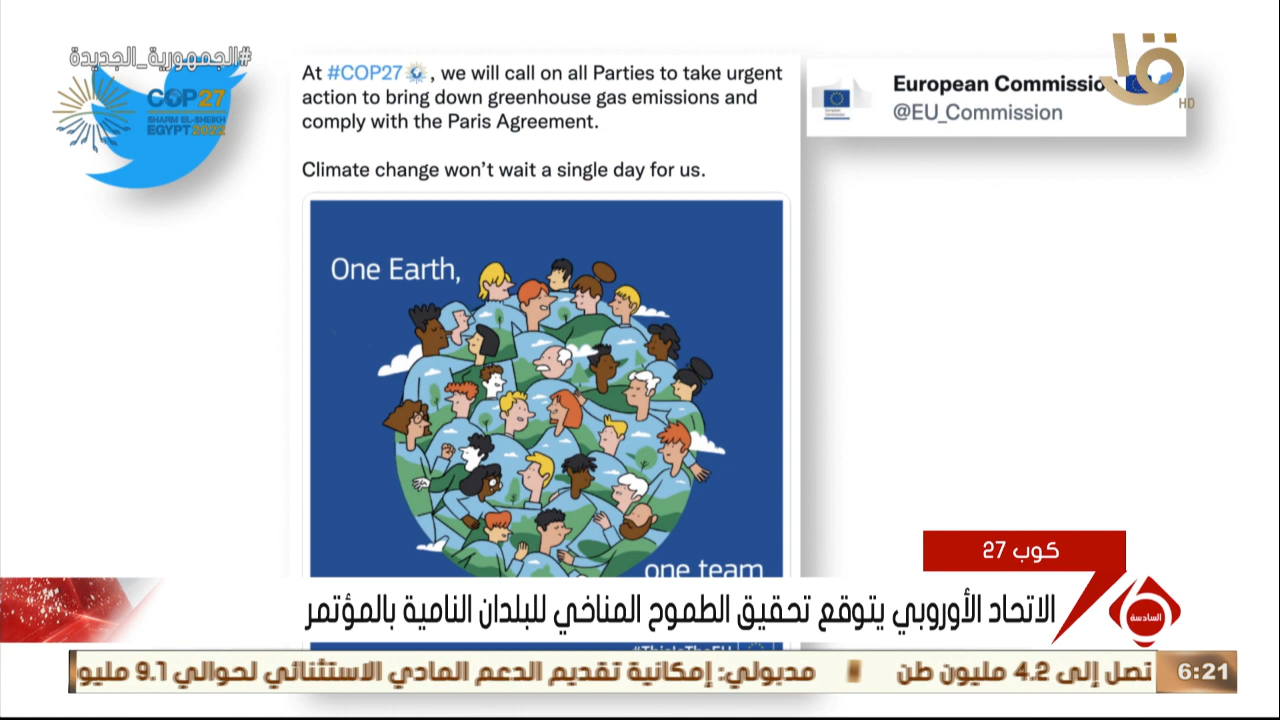 #الجمهورية_الجديدة
COP27
SHARM EL-SHEIKH
EGYPT 2022
At #COP27 , we will call on all Parties to take urgent
action to bring down greenhouse gas emissions and
comply with the Paris Agreement.
Climate change won’t wait a single day for us.
European Commission
@EU_Commission
HD
One Earth,
one team
كوب 27
الاتحاد الأوروبي يتوقع تحقيق الطموح المناخي للبلدان النامية بالمؤتمر
السادسة
#ThisIsTheEU
تصل إلى 4.2 مليون طن
مدبولي: إمكانية تقديم الدعم المادي الاستثنائي لحوالي 9.1 مليو
6:21